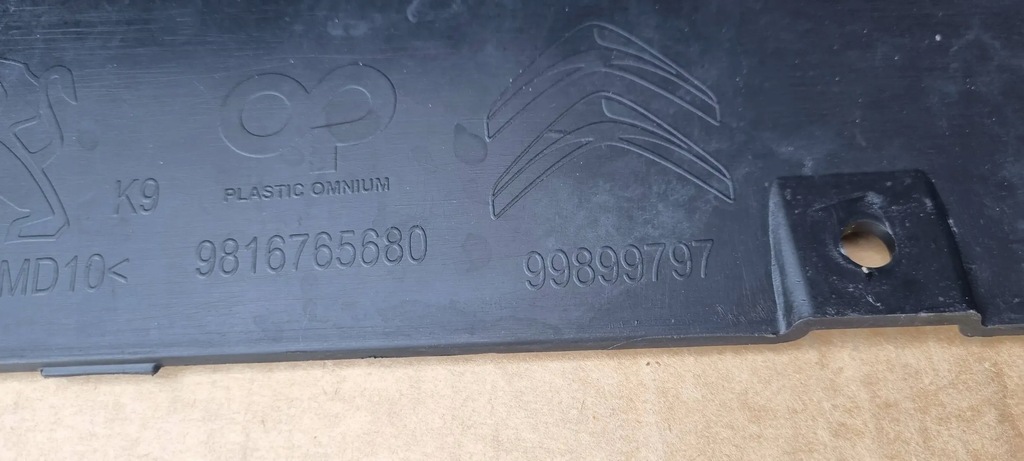 K9
PLASTIC OMNIUM
MD10<
9816765680
99899797